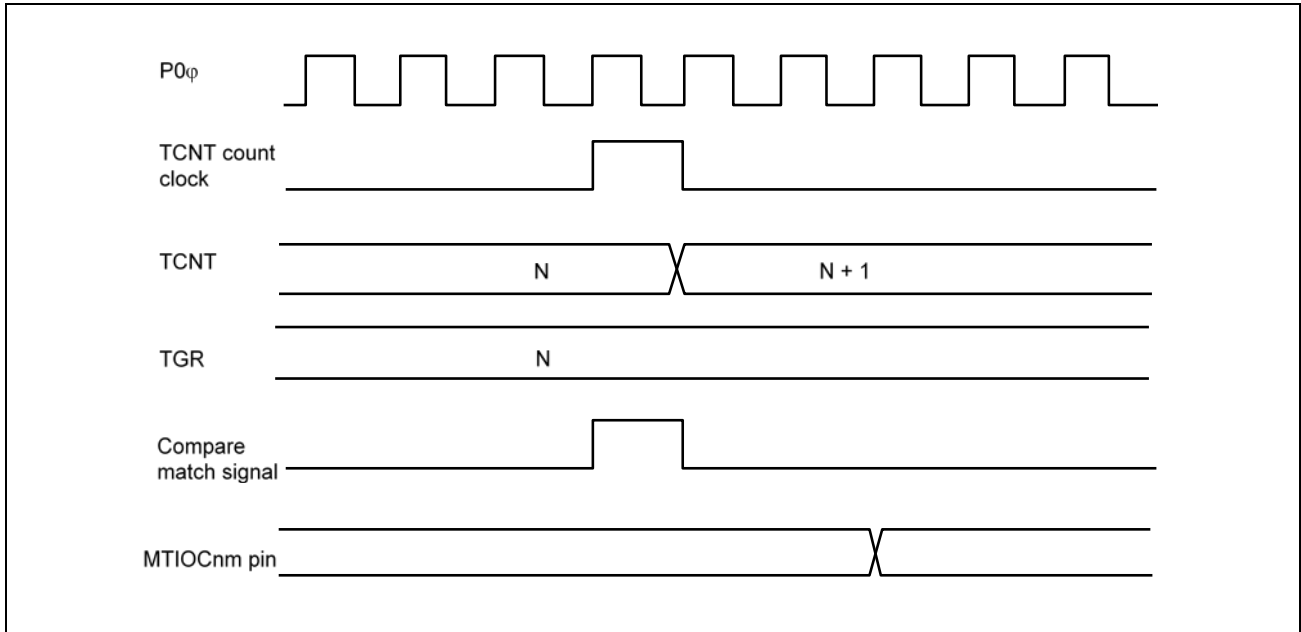 P0φ
TCNT count
clock
TCNT
N
N + 1
TGR
N
Compare
match signal
MTIOCnm pin